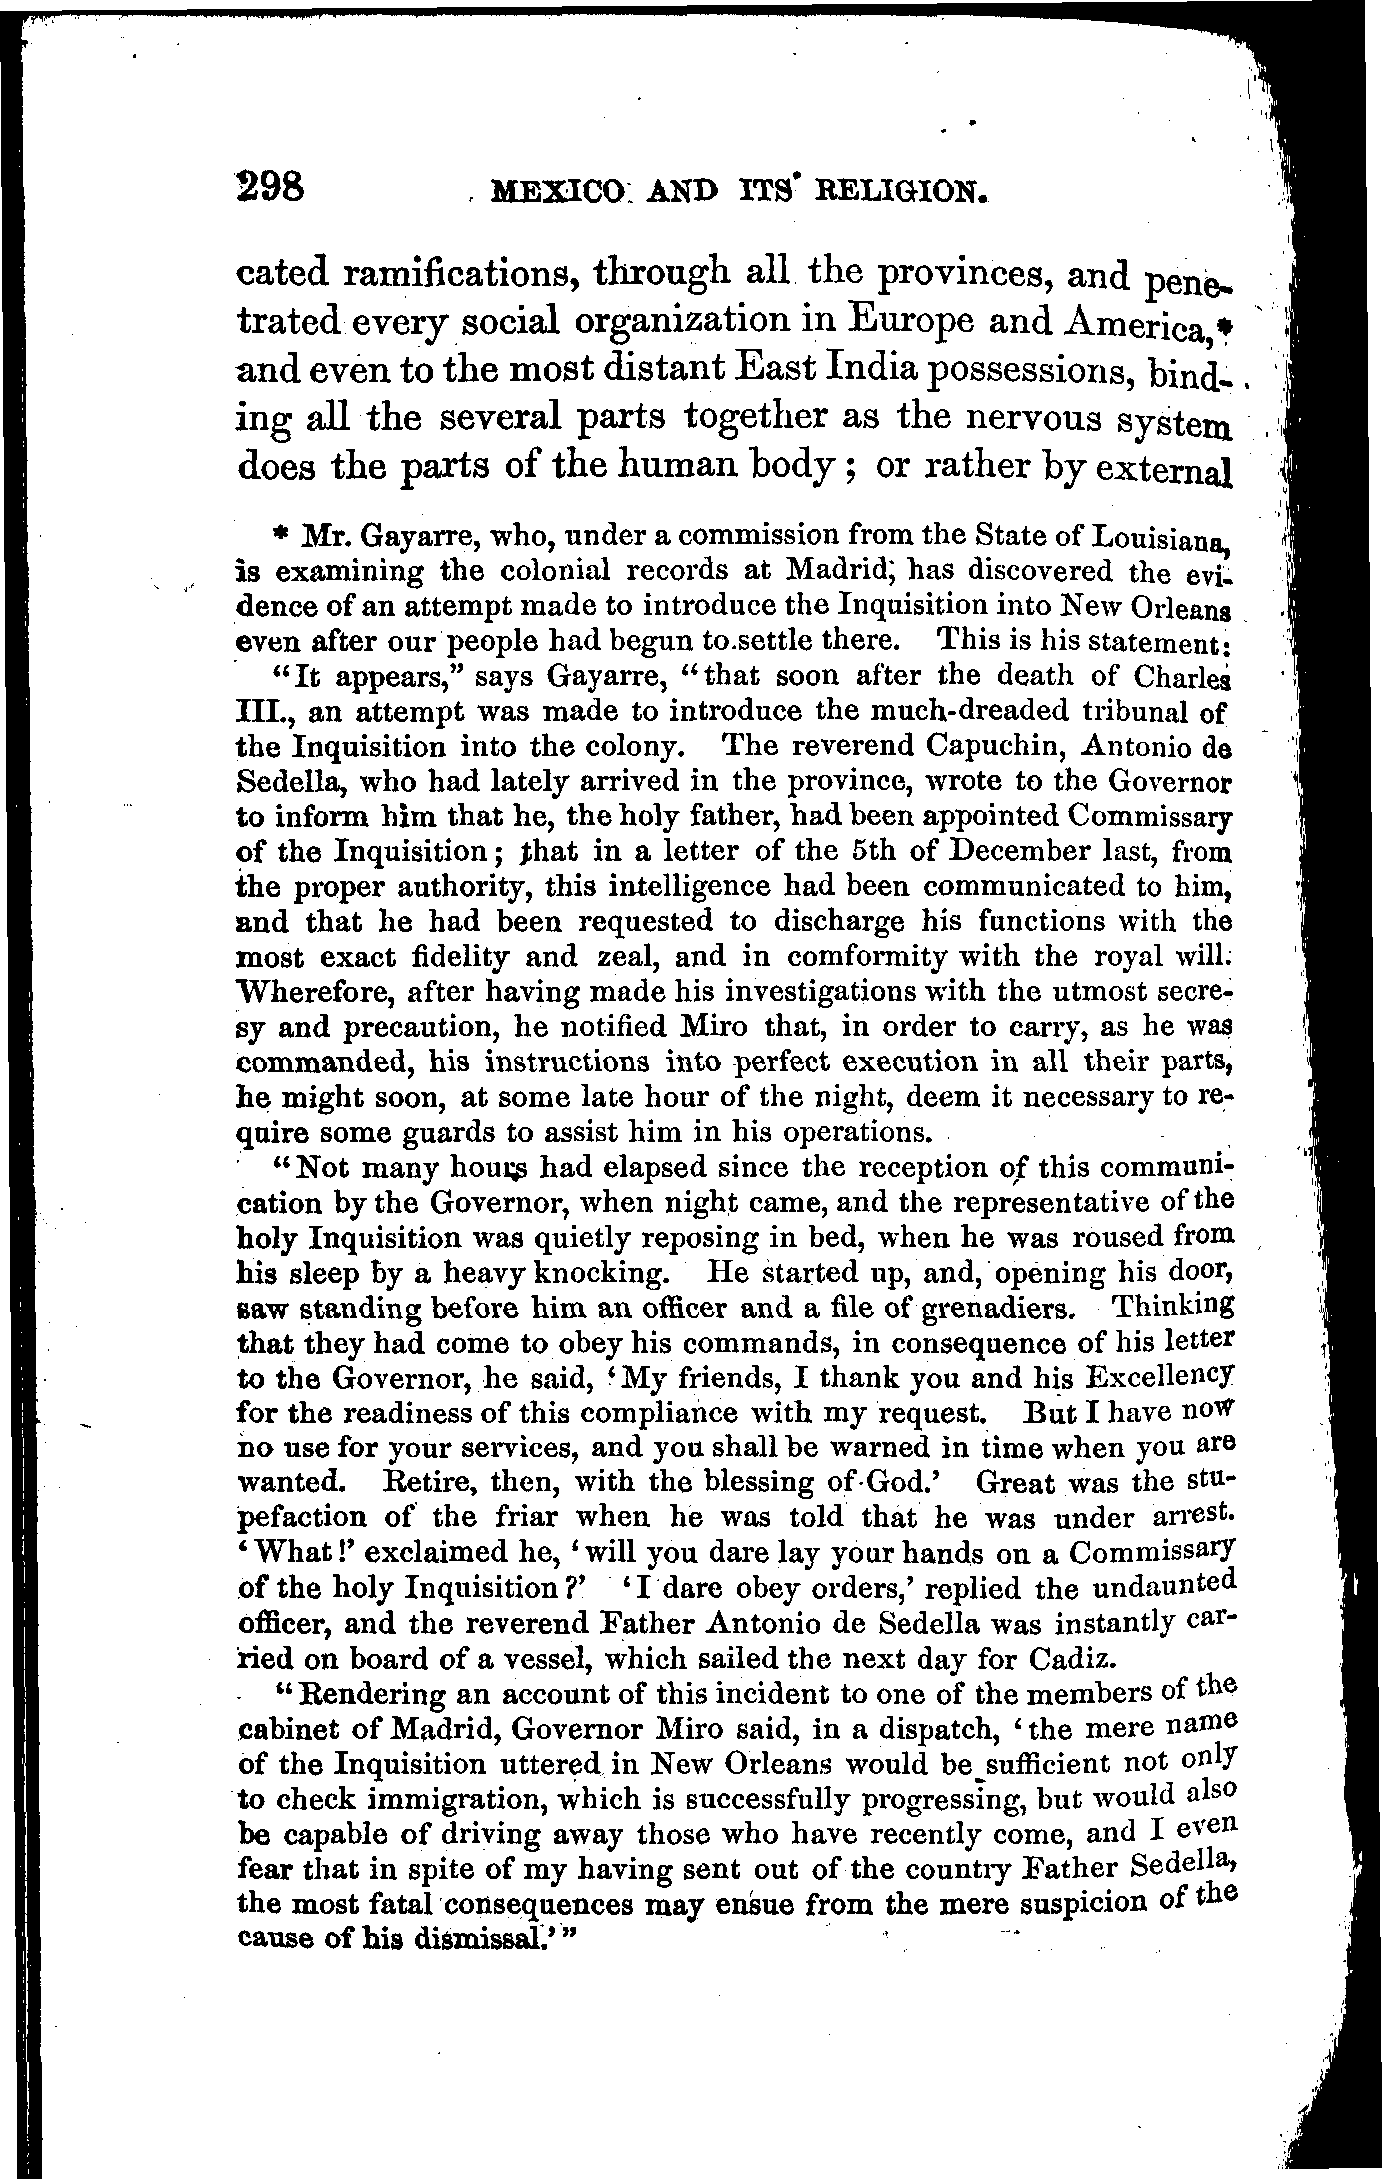 298 MEXICO AND ITS RELIGION.
cated ramifications, through all the provinces, and pene-
trated every social organization in Europe and America,*
and even to the most distant East India possessions, bind-
ing all the several parts together as the nervous system
does the parts of the human body; or rather by external
* Mr. Gayarre, who, under a commission from the State of Louisiana,
is examining the colonial records at Madrid, has discovered the evi-
dence of an attempt made to introduce the Inquisition into New Orleans
even after our people had begun to settle there. This is his statement:
"It appears," says Gayarre, "that soon after the death of Charles
III., an attempt was made to introduce the much-dreaded tribunal of
the Inquisition into the colony. The reverend Capuchin, Antonio de
Sedella, who had lately arrived in the province, wrote to the Governor
to inform him that he, the holy father, had been appointed Commissary
of the Inquisition; that in a letter of the 5th of December last, from
the proper authority, this intelligence had been communicated to him,
and that he had been requested to discharge his functions with the
most exact fidelity and zeal, and in comformity with the royal will.
Wherefore, after having made his investigations with the utmost secre-
sy and precaution, he notified Miro that, in order to carry, as he was
commanded, his instructions into perfect execution in all their parts,
he might soon, at some late hour of the night, deem it necessary to re-
quire some guards to assist him in his operations.
"Not many hours had elapsed since the reception of this communi-
cation by the Governor, when night came, and the representative of the
holy Inquisition was quietly reposing in bed, when he was roused from
his sleep by a heavy knocking. He started up, and, opening his door,
saw standing before him an officer and a file of grenadiers. Thinking
that they had come to obey his commands, in consequence of his letter
to the Governor, he said, 'My friends, I thank you and his Excellency
for the readiness of this compliance with my request. But I have now
no use for your services, and you shall be warned in time when you are
wanted. Retire, then, with the blessing of God.' Great was the stu-
pefaction of the friar when he was told that he was under arrest.
'What!' exclaimed he, 'will you dare lay your hands on a Commissary
of the holy Inquisition?' 'I dare obey orders,' replied the undaunted
officer, and the reverend Father Antonio de Sedella was instantly car-
ried on board of a vessel, which sailed the next day for Cadiz.
"Rendering an account of this incident to one of the members of the
cabinet of Madrid, Governor Miro said, in a dispatch, 'the mere name
of the Inquisition uttered in New Orleans would be sufficient not only
to check immigration, which is successfully progressing, but would also
be capable of driving away those who have recently come, and I even
fear that in spite of my having sent out of the country Father Sedella,
the most fatal consequences may ensue from the mere suspicion of the
cause of his dismissal.'"